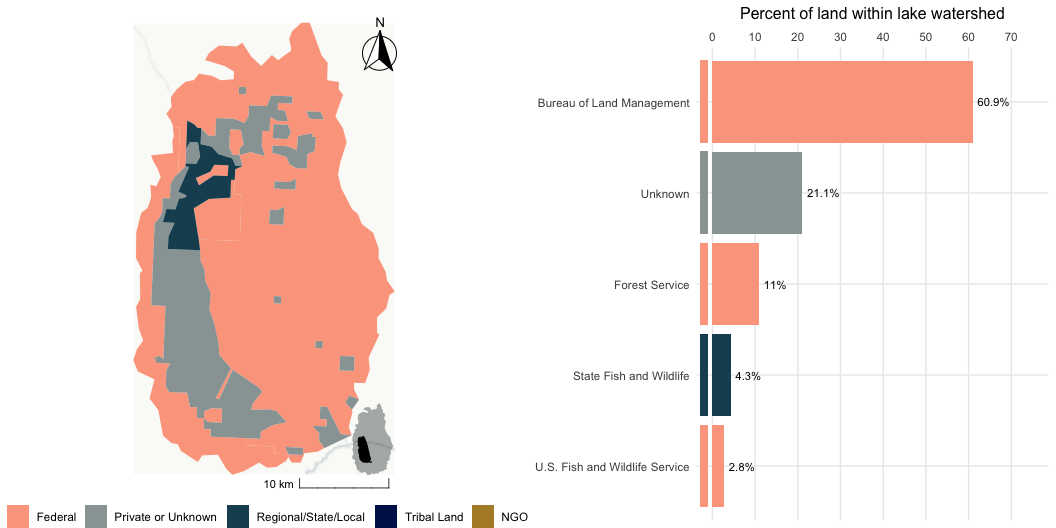 Percent of land within lake watershed
0 10 20 30 40 50 60 70
N
Bureau of Land Management 60.9%
Unknown 21.1%
Forest Service 11%
State Fish and Wildlife 4.3%
U.S. Fish and Wildlife Service 2.8%
10 km
Federal Private or Unknown Regional/State/Local Tribal Land NGO